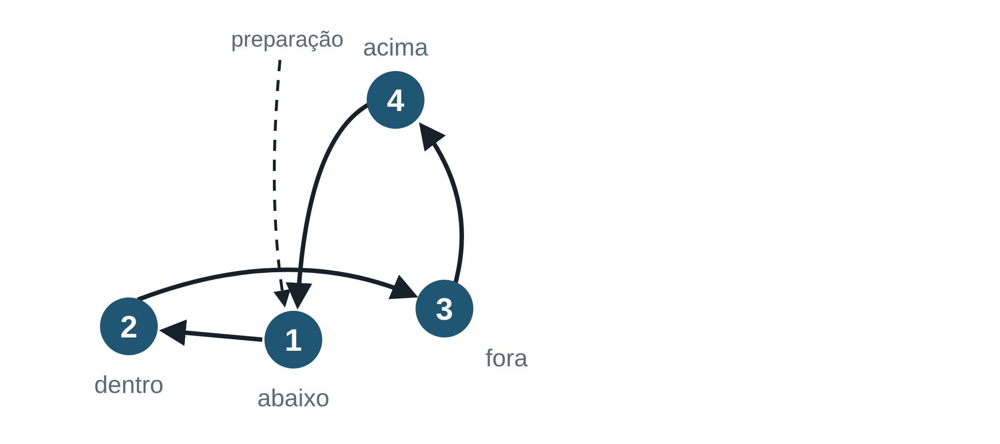 preparação
acima
4
3
2
1
fora
dentro
abaixo